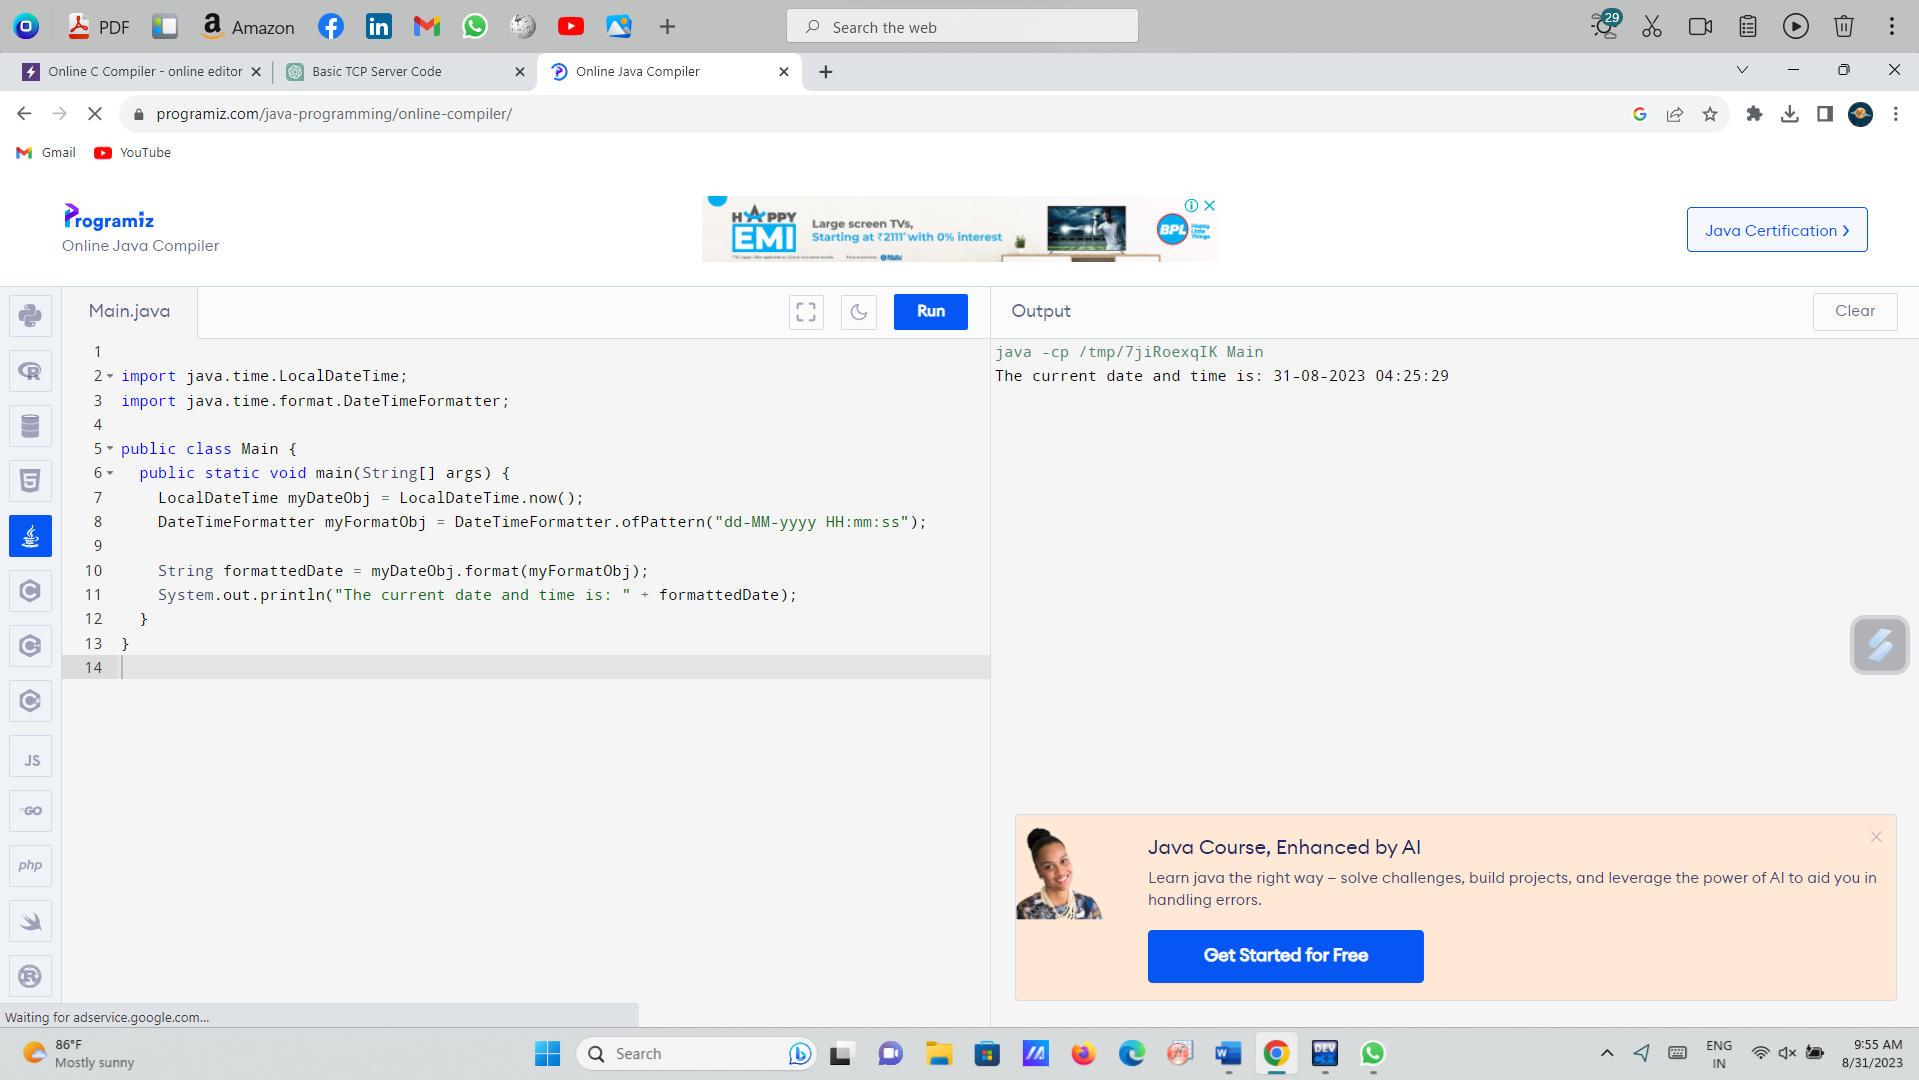 PDF
Amazon
Search the web
29
Online C Compiler - online editor
Basic TCP Server Code
Online Java Compiler
programiz.com/java-programming/online-compiler/
Gmail
YouTube
Programiz
Online Java Compiler
HAPPY
EMI
Large screen TVs,
Starting at ₹2111* with 0% interest
BPL
Happy
Little
Things
Java Certification
Main.java
Run
Output
Clear
1
2 import java.time.LocalDateTime;
3 import java.time.format.DateTimeFormatter;
4
5 public class Main {
6 public static void main(String[] args) {
7 LocalDateTime myDateObj = LocalDateTime.now();
8 DateTimeFormatter myFormatObj = DateTimeFormatter.ofPattern("dd-MM-yyyy HH:mm:ss");
9
10 String formattedDate = myDateObj.format(myFormatObj);
11 System.out.println("The current date and time is: " + formattedDate);
12 }
13 }
14
java -cp /tmp/7jiRoexqIK Main
The current date and time is: 31-08-2023 04:25:29
JS
GO
php
Java Course, Enhanced by AI
Learn java the right way – solve challenges, build projects, and leverage the power of AI to aid you in
handling errors.
Get Started for Free
Waiting for adservice.google.com...
86°F
Mostly sunny
Search
DEV
ENG
IN
9:55 AM
8/31/2023